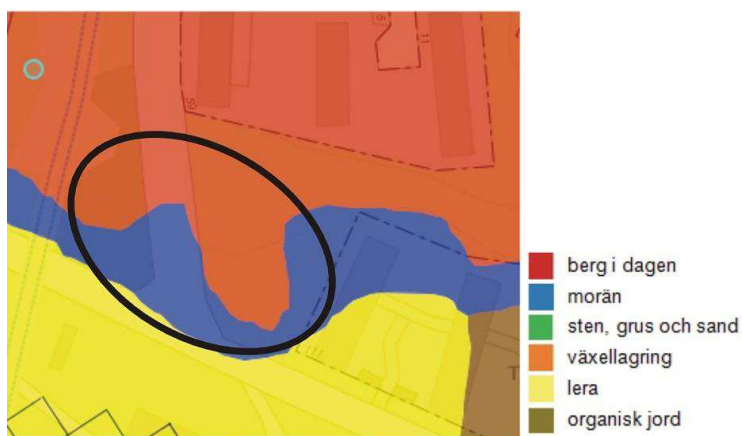 berg i dagen
morän
sten, grus och sand
växellagring
lera
organisk jord
T